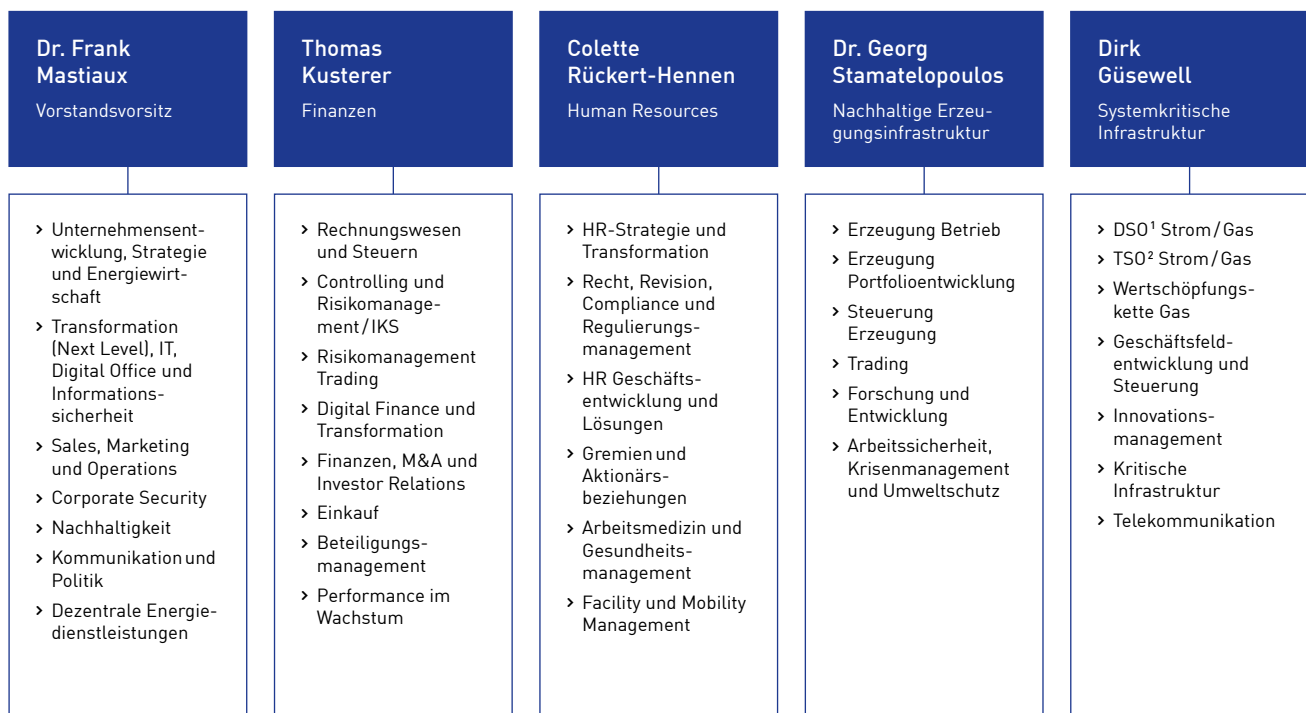 Dr. Frank
Mastiaux
Vorstandsvorsitz
› Unternehmensent-
wicklung, Strategie
und Energiewirt-
schaft
› Transformation
(Next Level), IT,
Digital Office und
Informations-
sicherheit
› Sales, Marketing
und Operations
› Corporate Security
› Nachhaltigkeit
› Kommunikation und
Politik
› Dezentrale Energie-
dienstleistungen
Thomas
Kusterer
Finanzen
› Rechnungswesen
und Steuern
› Controlling und
Risikomanage-
ment/IKS
› Risikomanagement
Trading
› Digital Finance und
Transformation
› Finanzen, M&A und
Investor Relations
› Einkauf
› Beteiligungs-
management
› Performance im
Wachstum
Colette
Rückert-Hennen
Human Resources
› HR-Strategie und
Transformation
› Recht, Revision,
Compliance und
Regulierungs-
management
› HR Geschäfts-
entwicklung und
Lösungen
› Gremien und
Aktionärs-
beziehungen
› Arbeitsmedizin und
Gesundheits-
management
› Facility und Mobility
Management
Dr. Georg
Stamatelopoulos
Nachhaltige Erzeu-
gungsinfrastruktur
› Erzeugung Betrieb
› Erzeugung
Portfolioentwicklung
› Steuerung
Erzeugung
› Trading
› Forschung und
Entwicklung
› Arbeitssicherheit,
Krisenmanagement
und Umweltschutz
Dirk
Güsewell
Systemkritische
Infrastruktur
› DSO¹ Strom/Gas
› TSO² Strom/Gas
› Wertschöpfungs-
kette Gas
› Geschäftsfeld-
entwicklung und
Steuerung
› Innovations-
management
› Kritische
Infrastruktur
› Telekommunikation